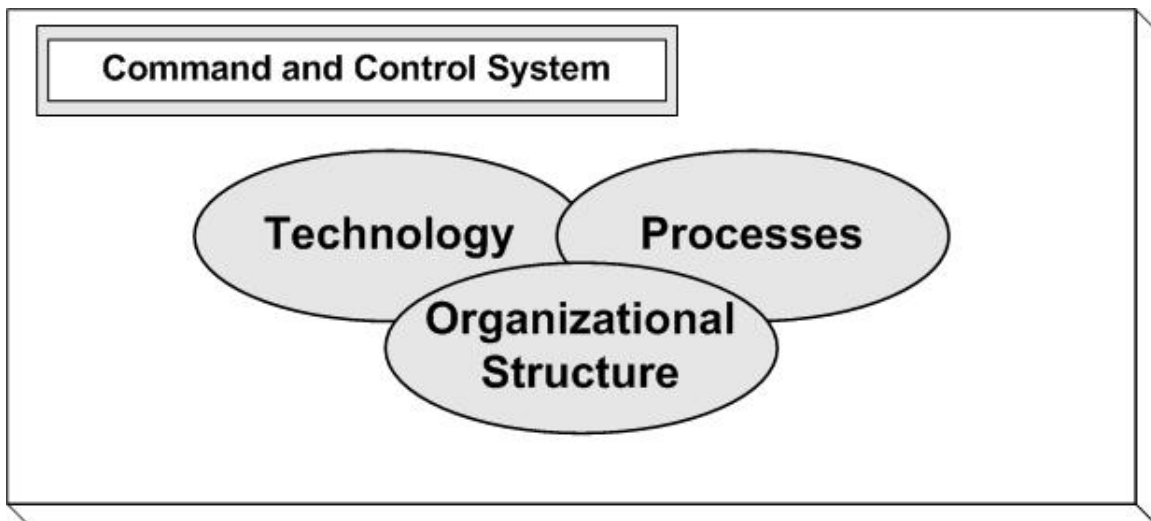 Command and Control System
Technology
Processes
Organizational
Structure